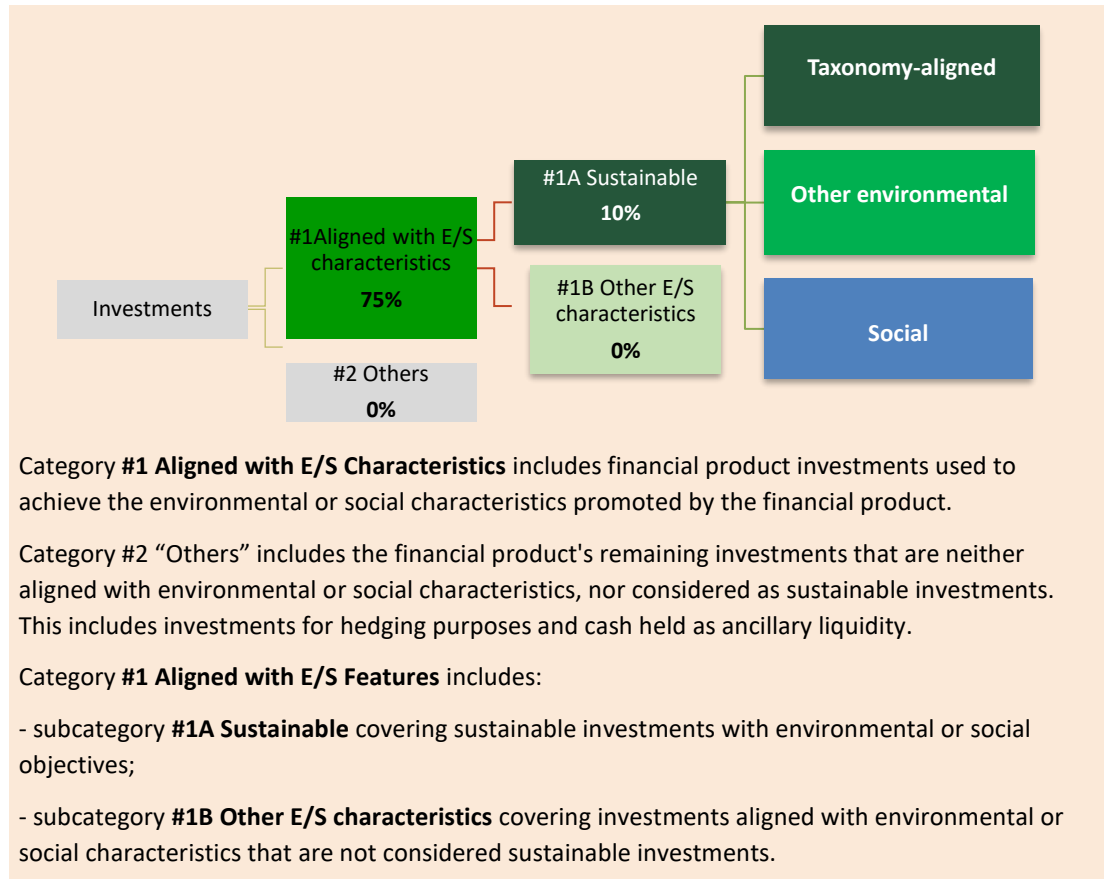 Taxonomy-aligned
#1A Sustainable
10%
Other environmental
#1Aligned with E/S
characteristics
75%
#1B Other E/S
characteristics
0%
Investments
Social
#2 Others
0%
Category #1 Aligned with E/S Characteristics includes financial product investments used to
achieve the environmental or social characteristics promoted by the financial product.
Category #2 “Others” includes the financial product's remaining investments that are neither
aligned with environmental or social characteristics, nor considered as sustainable investments.
This includes investments for hedging purposes and cash held as ancillary liquidity.
Category #1 Aligned with E/S Features includes:
- subcategory #1A Sustainable covering sustainable investments with environmental or social
objectives;
- subcategory #1B Other E/S characteristics covering investments aligned with environmental or
social characteristics that are not considered sustainable investments.